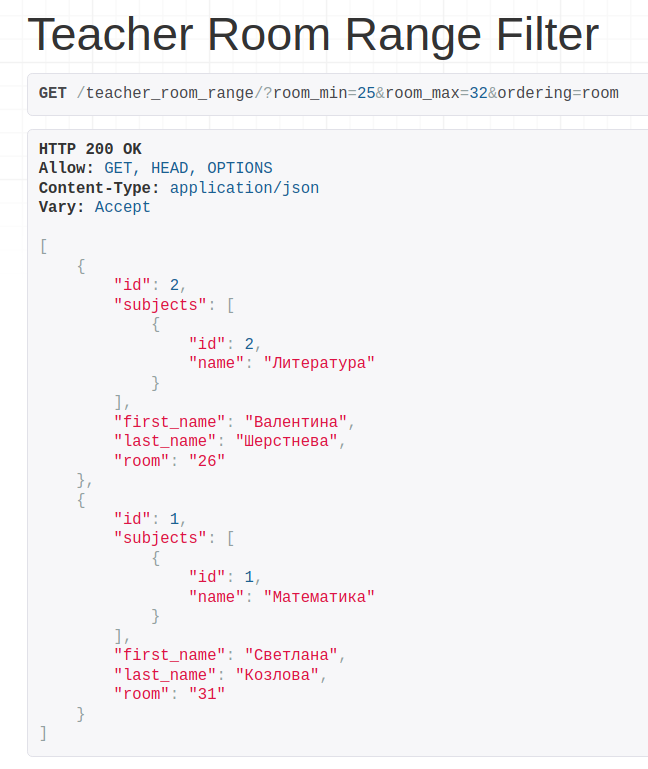 Teacher Room Range Filter
GET /teacher_room_range/?room_min=25&room_max=32&ordering=room
HTTP 200 OK
Allow: GET, HEAD, OPTIONS
Content-Type: application/json
Vary: Accept
[
    {
        "id": 2,
        "subjects": [
            {
                "id": 2,
                "name": "Литература"
            }
        ],
        "first_name": "Валентина",
        "last_name": "Шерстнева",
        "room": "26"
    },
    {
        "id": 1,
        "subjects": [
            {
                "id": 1,
                "name": "Математика"
            }
        ],
        "first_name": "Светлана",
        "last_name": "Козлова",
        "room": "31"
    }
]